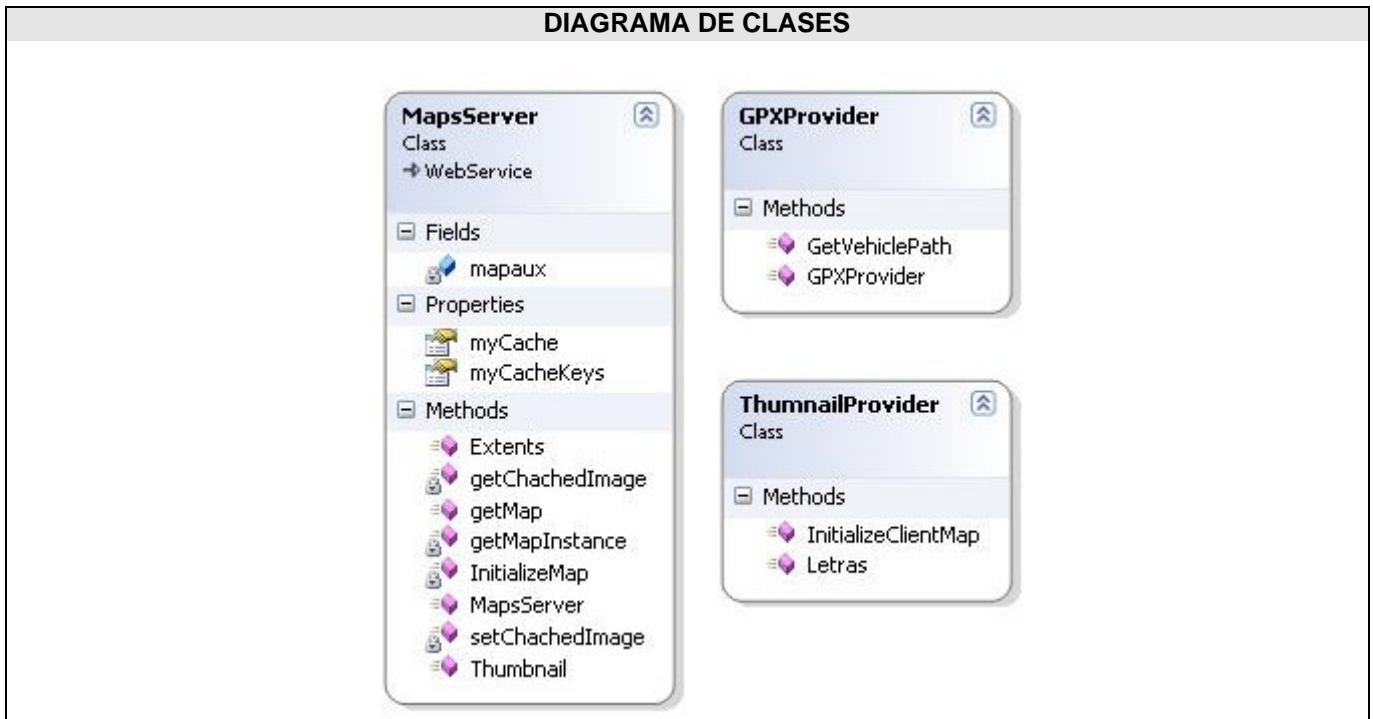 DIAGRAMA DE CLASES
MapsServer
Class
WebService
Fields
mapaux
Properties
myCache
myCacheKeys
Methods
Extents
getChachedImage
getMap
getMapInstance
InitializeMap
MapsServer
setChachedImage
Thumbnail
GPXProvider
Class
Methods
GetVehiclePath
GPXProvider
ThumnailProvider
Class
Methods
InitializeClientMap
Letras